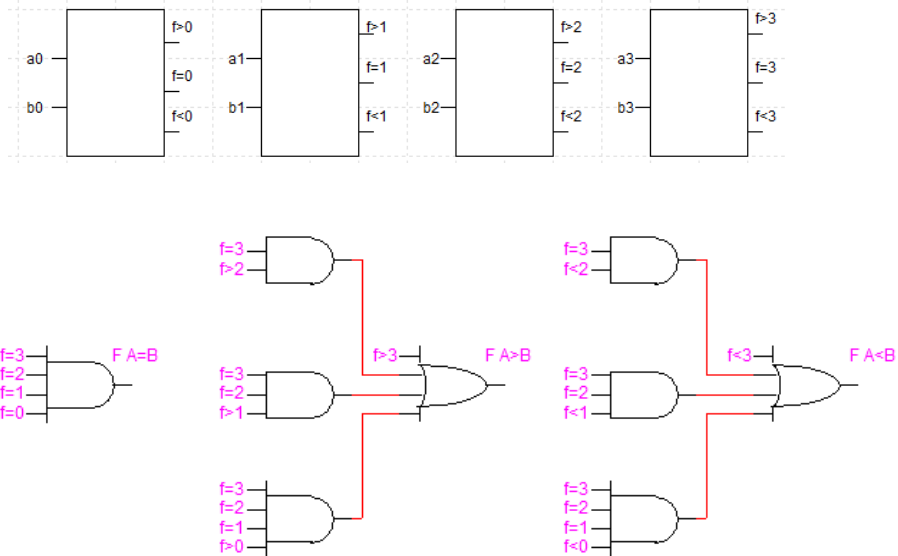 f>0 f>1 f>2 f>3
a0 f=0 a1 f=1 a2 f=2 a3 f=3
b0 f<0 b1 f<1 b2 f<2 b3 f<3
f=3 f=3
f>2 f<2
f=3 F A=B f>3 F A>B f<3 F A<B
f=2 f=3 f=3
f=1 f=2 f=2
f=0 f>1 f<1
f=3 f=3
f=2 f=2
f=1 f=1
f>0 f<0